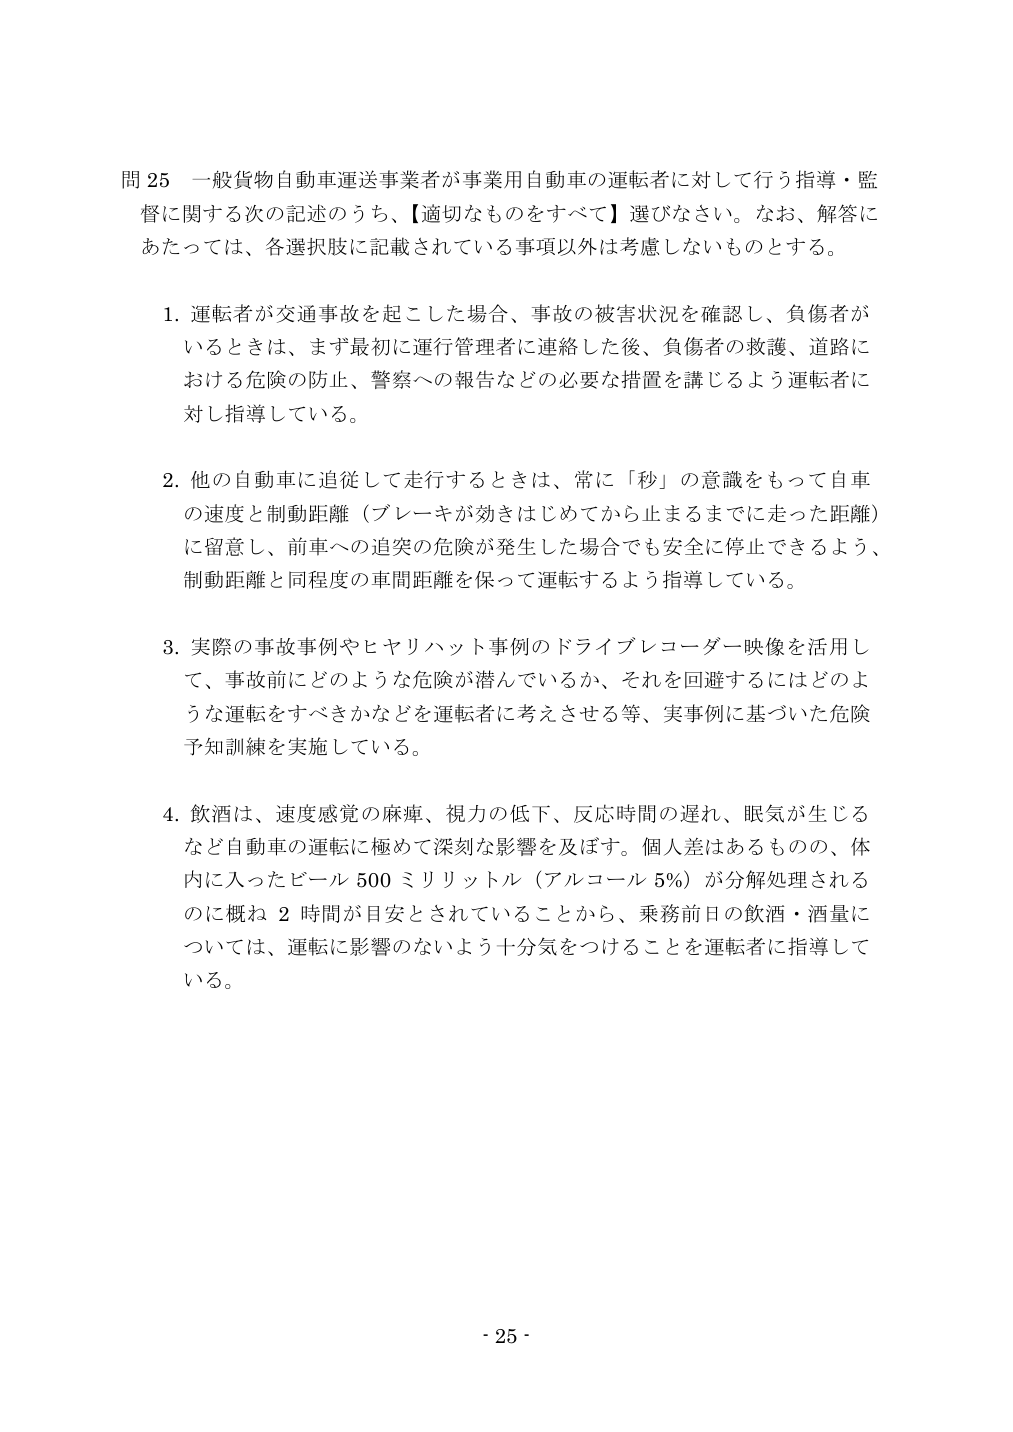 問 25　一般貨物自動車運送事業者が事業用自動車の運転者に対して行う指導・監
督に関する次の記述のうち、【適切なものをすべて】選びなさい。なお、解答に
あたっては、各選択肢に記載されている事項以外は考慮しないものとする。
1. 運転者が交通事故を起こした場合、事故の被害状況を確認し、負傷者が
いるときは、まず最初に運行管理者に連絡した後、負傷者の救護、道路に
おける危険の防止、警察への報告などの必要な措置を講じるよう運転者に
対し指導している。
2. 他の自動車に追従して走行するときは、常に「秒」の意識をもって自車
の速度と制動距離（ブレーキが効きはじめてから止まるまでに走った距離）
に留意し、前車への追突の危険が発生した場合でも安全に停止できるよう、
制動距離と同程度の車間距離を保って運転するよう指導している。
3. 実際の事故事例やヒヤリハット事例のドライブレコーダー映像を活用し
て、事故前にどのような危険が潜んでいるか、それを回避するにはどのよ
うな運転をすべきかなどを運転者に考えさせる等、実事例に基づいた危険
予知訓練を実施している。
4. 飲酒は、速度感覚の麻痺、視力の低下、反応時間の遅れ、眠気が生じる
など自動車の運転に極めて深刻な影響を及ぼす。個人差はあるものの、体
内に入ったビール 500 ミリリットル（アルコール 5%）が分解処理される
のに概ね 2 時間が目安とされていることから、乗務前日の飲酒・酒量に
ついては、運転に影響のないよう十分気をつけることを運転者に指導して
いる。
- 25 -